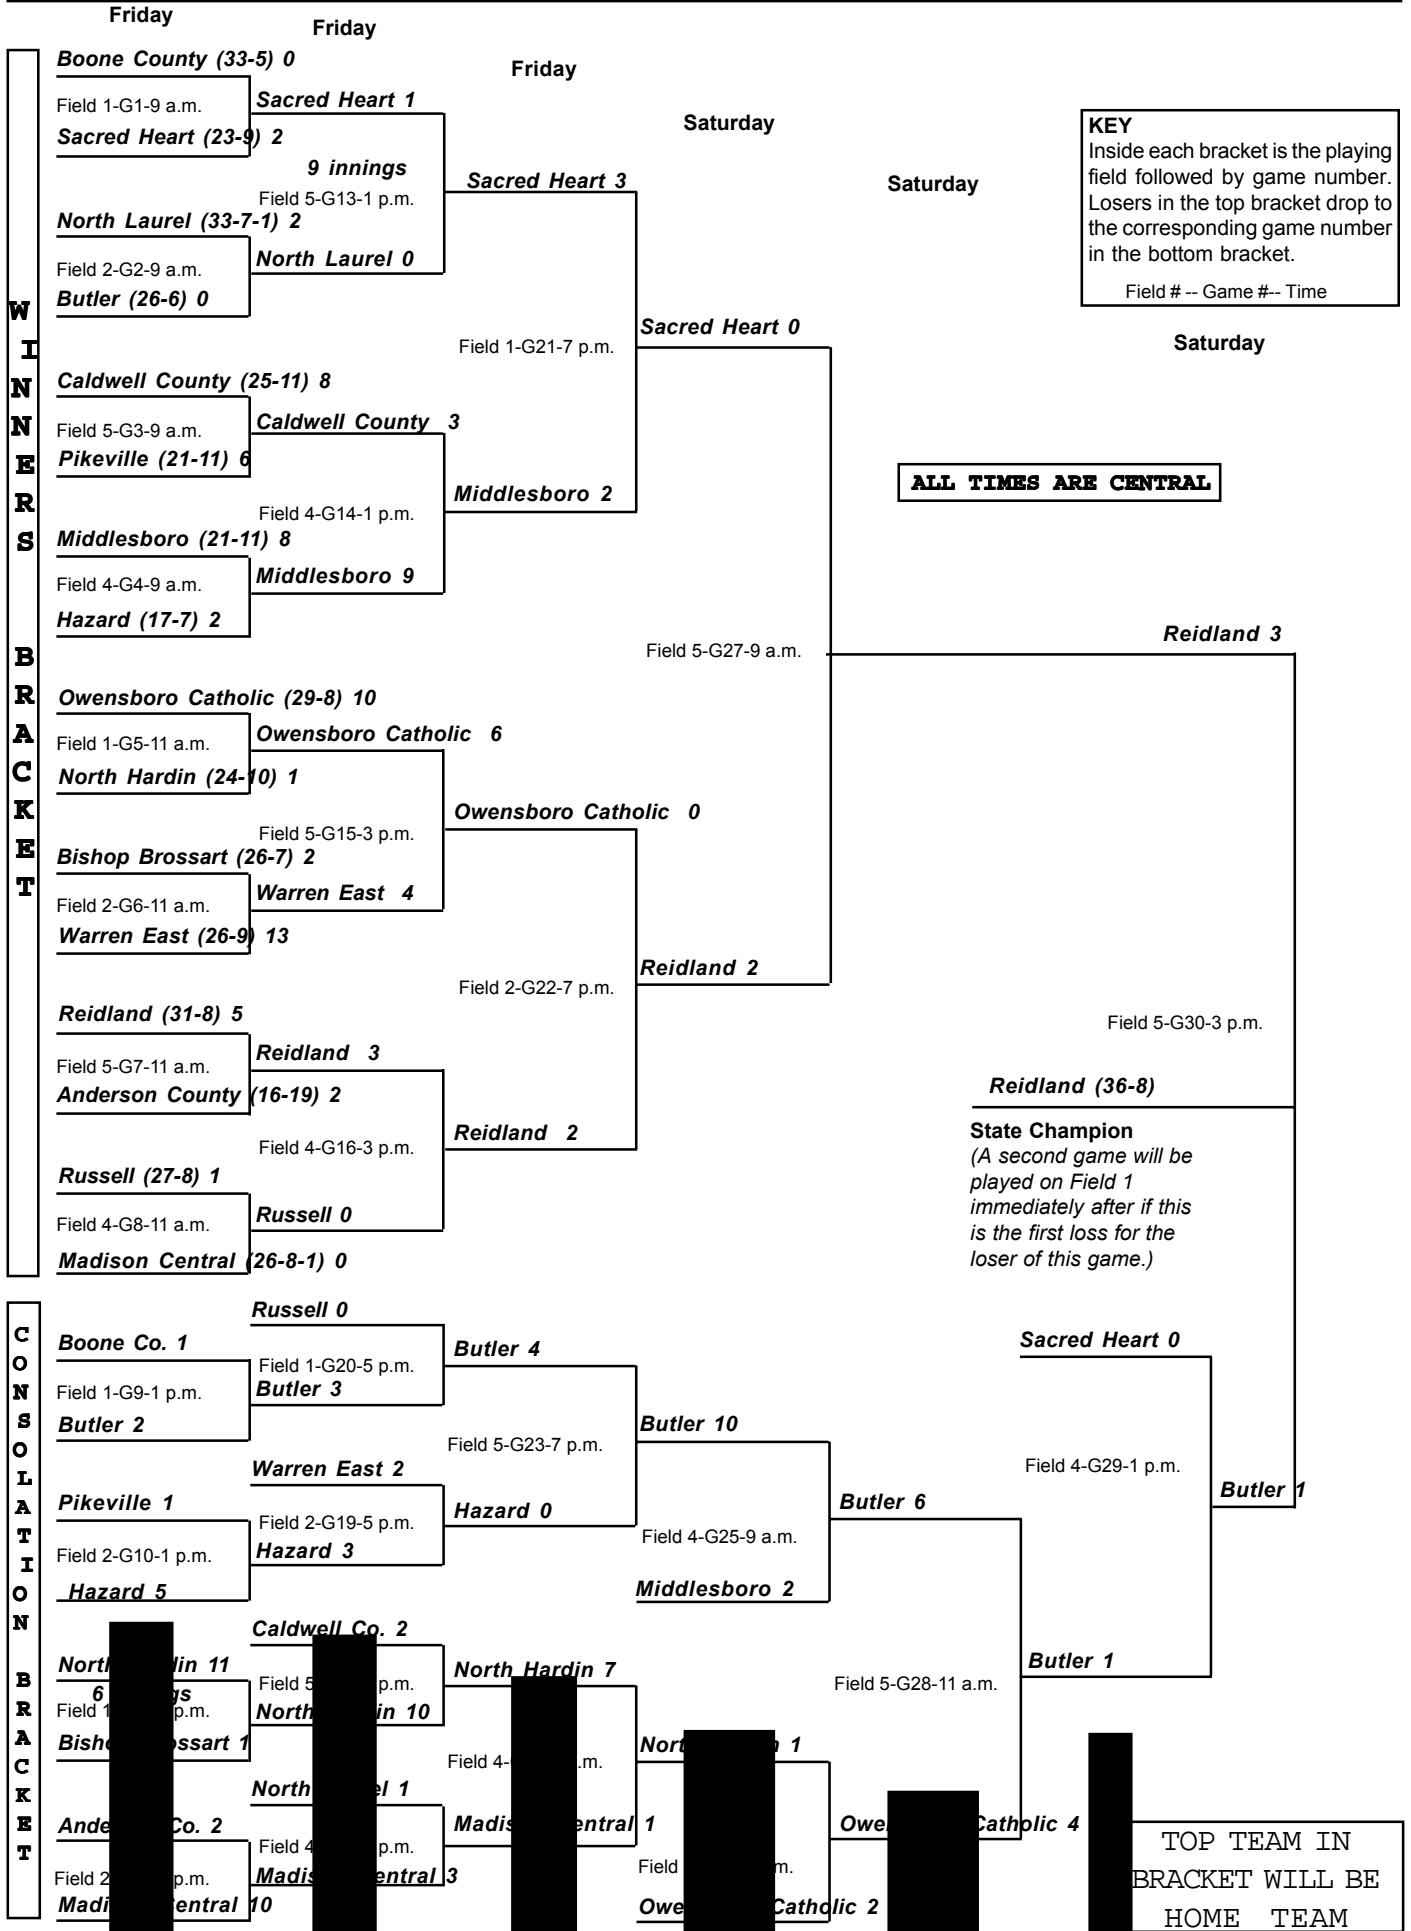 Friday
Friday
Friday
Saturday
Saturday
Saturday
KEY
Inside each bracket is the playing
field followed by game number.
Losers in the top bracket drop to
the corresponding game number
in the bottom bracket.
Field # -- Game #-- Time
ALL TIMES ARE CENTRAL
WINNERS BRACKET
Boone County (33-5) 0
Field 1-G1-9 a.m.
Sacred Heart (23-9) 2
North Laurel (33-7-1) 2
Field 2-G2-9 a.m.
Butler (26-6) 0
Caldwell County (25-11) 8
Field 5-G3-9 a.m.
Pikeville (21-11) 6
Middlesboro (21-11) 8
Field 4-G4-9 a.m.
Hazard (17-7) 2
Owensboro Catholic (29-8) 10
Field 1-G5-11 a.m.
North Hardin (24-10) 1
Bishop Brossart (26-7) 2
Field 2-G6-11 a.m.
Warren East (26-9) 13
Reidland (31-8) 5
Field 5-G7-11 a.m.
Anderson County (16-19) 2
Russell (27-8) 1
Field 4-G8-11 a.m.
Madison Central (26-8-1) 0
Sacred Heart 1
9 innings
Field 5-G13-1 p.m.
North Laurel 0
Caldwell County 3
Field 4-G14-1 p.m.
Middlesboro 9
Owensboro Catholic 6
Field 5-G15-3 p.m.
Warren East 4
Reidland 3
Field 4-G16-3 p.m.
Russell 0
Sacred Heart 3
Field 1-G21-7 p.m.
Middlesboro 2
Owensboro Catholic 0
Field 2-G22-7 p.m.
Reidland 2
Sacred Heart 0
Field 5-G27-9 a.m.
Reidland 2
Reidland 3
Field 5-G30-3 p.m.
Reidland (36-8)
State Champion
(A second game will be
played on Field 1
immediately after if this
is the first loss for the
loser of this game.)
CONSOLATION BRACKET
Boone Co. 1
Field 1-G9-1 p.m.
Butler 2
Pikeville 1
Field 2-G10-1 p.m.
Hazard 5
11
6
Field p.m.
1
Co. 2
Field 2 p.m.
10
Russell 0
Field 1-G20-5 p.m.
Butler 3
Warren East 2
Field 2-G19-5 p.m.
Hazard 3
Caldwell Co. 2
Field p.m.
North 10
North 1
Field 4 p.m.
3
Butler 4
Field 5-G23-7 p.m.
Hazard 0
North Hardin 7
Field 4- .m.
1
Butler 10
Field 4-G25-9 a.m.
Middlesboro 2
1
Field m.
Catholic 2
Butler 6
Field 5-G28-11 a.m.
Catholic 4
Sacred Heart 0
Field 4-G29-1 p.m.
Butler 1
Butler 1
TOP TEAM IN
BRACKET WILL BE
HOME TEAM